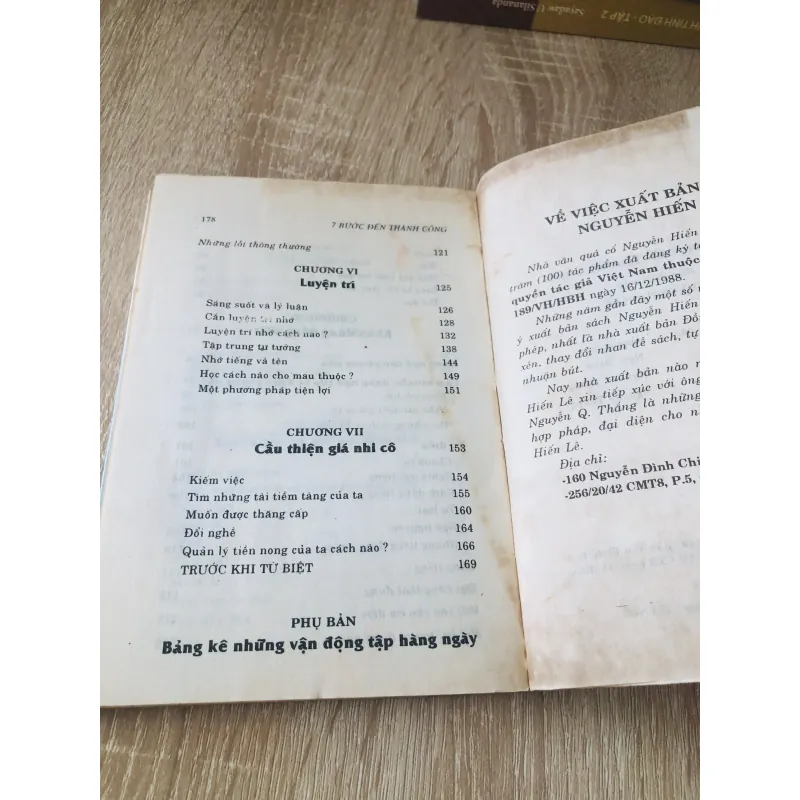 Sayadaw U Silananda
TỊNH ĐẠO - TẬP 2
178
7 BƯỚC ĐẾN THÀNH CÔNG
Những lỗi thông thường 121
CHƯƠNG VI
Luyện trí 125
Sáng suốt và lý luận 126
Cần luyện trí nhớ 128
Luyện trí nhớ cách nào ? 132
Tập trung tư tưởng 138
Nhớ tiếng và tên 144
Học cách nào cho mau thuộc ? 149
Một phương pháp tiện lợi 151
CHƯƠNG VII
Cầu thiện giá nhi cô 153
Kiếm việc 154
Tìm những tài tiềm tàng của ta 155
Muốn được thăng cấp 160
Đổi nghề 164
Quản lý tiền nong của ta cách nào ? 166
TRƯỚC KHI TỪ BIỆT 169
PHỤ BẢN
Bảng kê những vận động tập hàng ngày
VỀ VIỆC XUẤT BẢN
NGUYỄN HIẾN
Nhà văn quá cố Nguyễn Hiến
trăm (100) tác phẩm đã đăng ký t
quyền tác giả Việt Nam thuộc
189/VH/HBH ngày 16/12/1988.
Những năm gần đây một số
ý xuất bản sách Nguyễn Hiến
phép, nhất là nhà xuất bản Đồ
xén, thay đổi nhan đề sách, tự
nhuận bút.
Nay nhà xuất bản nào
Hiến Lê xin tiếp xúc với ông
Nguyễn Q. Thắng là những
hợp pháp, đại diện cho
Hiến Lê.
Địa chỉ:
-160 Nguyễn Đình Chi
-256/20/42 CMT8, P.5,